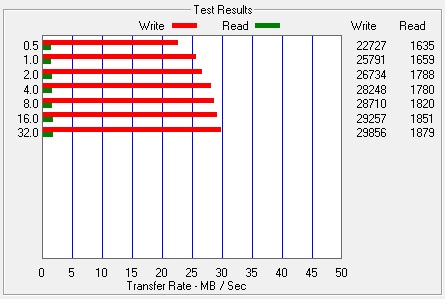 Test Results
Write Read Write Read
0.5 22727 1635
1.0 25791 1659
2.0 26734 1788
4.0 28248 1780
8.0 28710 1820
16.0 29257 1851
32.0 29856 1879
0 5 10 15 20 25 30 35 40 45 50
Transfer Rate - MB / Sec